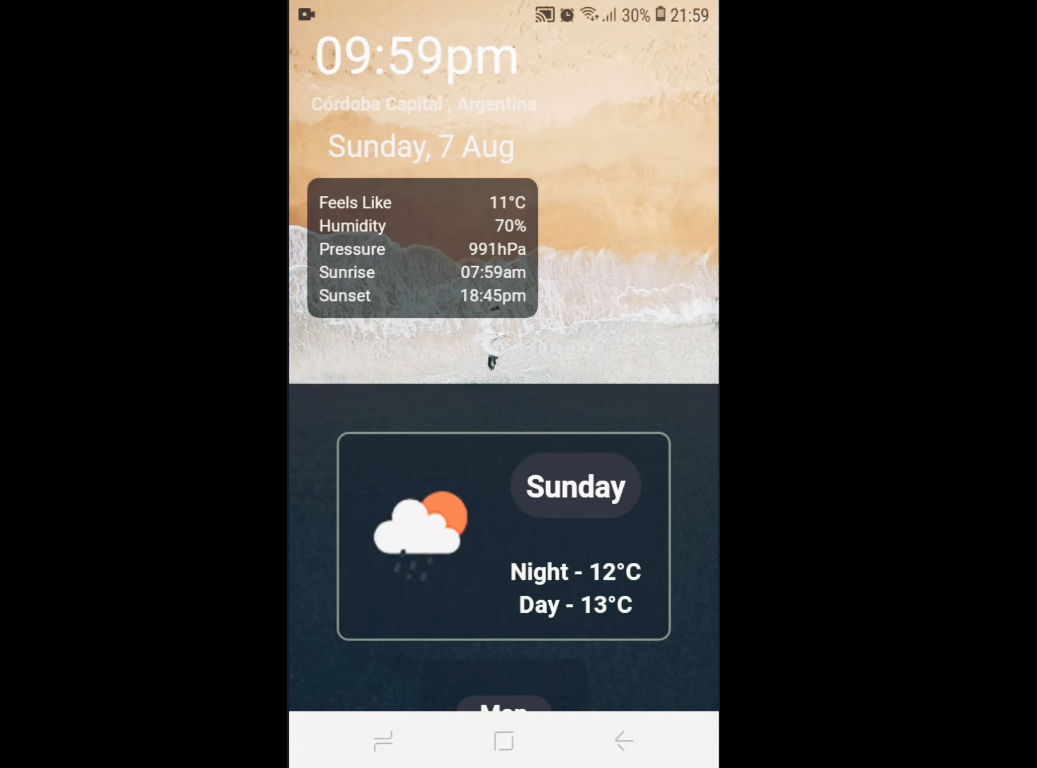 30% 21:59
09:59pm
Córdoba Capital , Argentina
Sunday, 7 Aug
Feels Like 11°C
Humidity 70%
Pressure 991hPa
Sunrise 07:59am
Sunset 18:45pm
Sunday
Night - 12°C
Day - 13°C
Mon